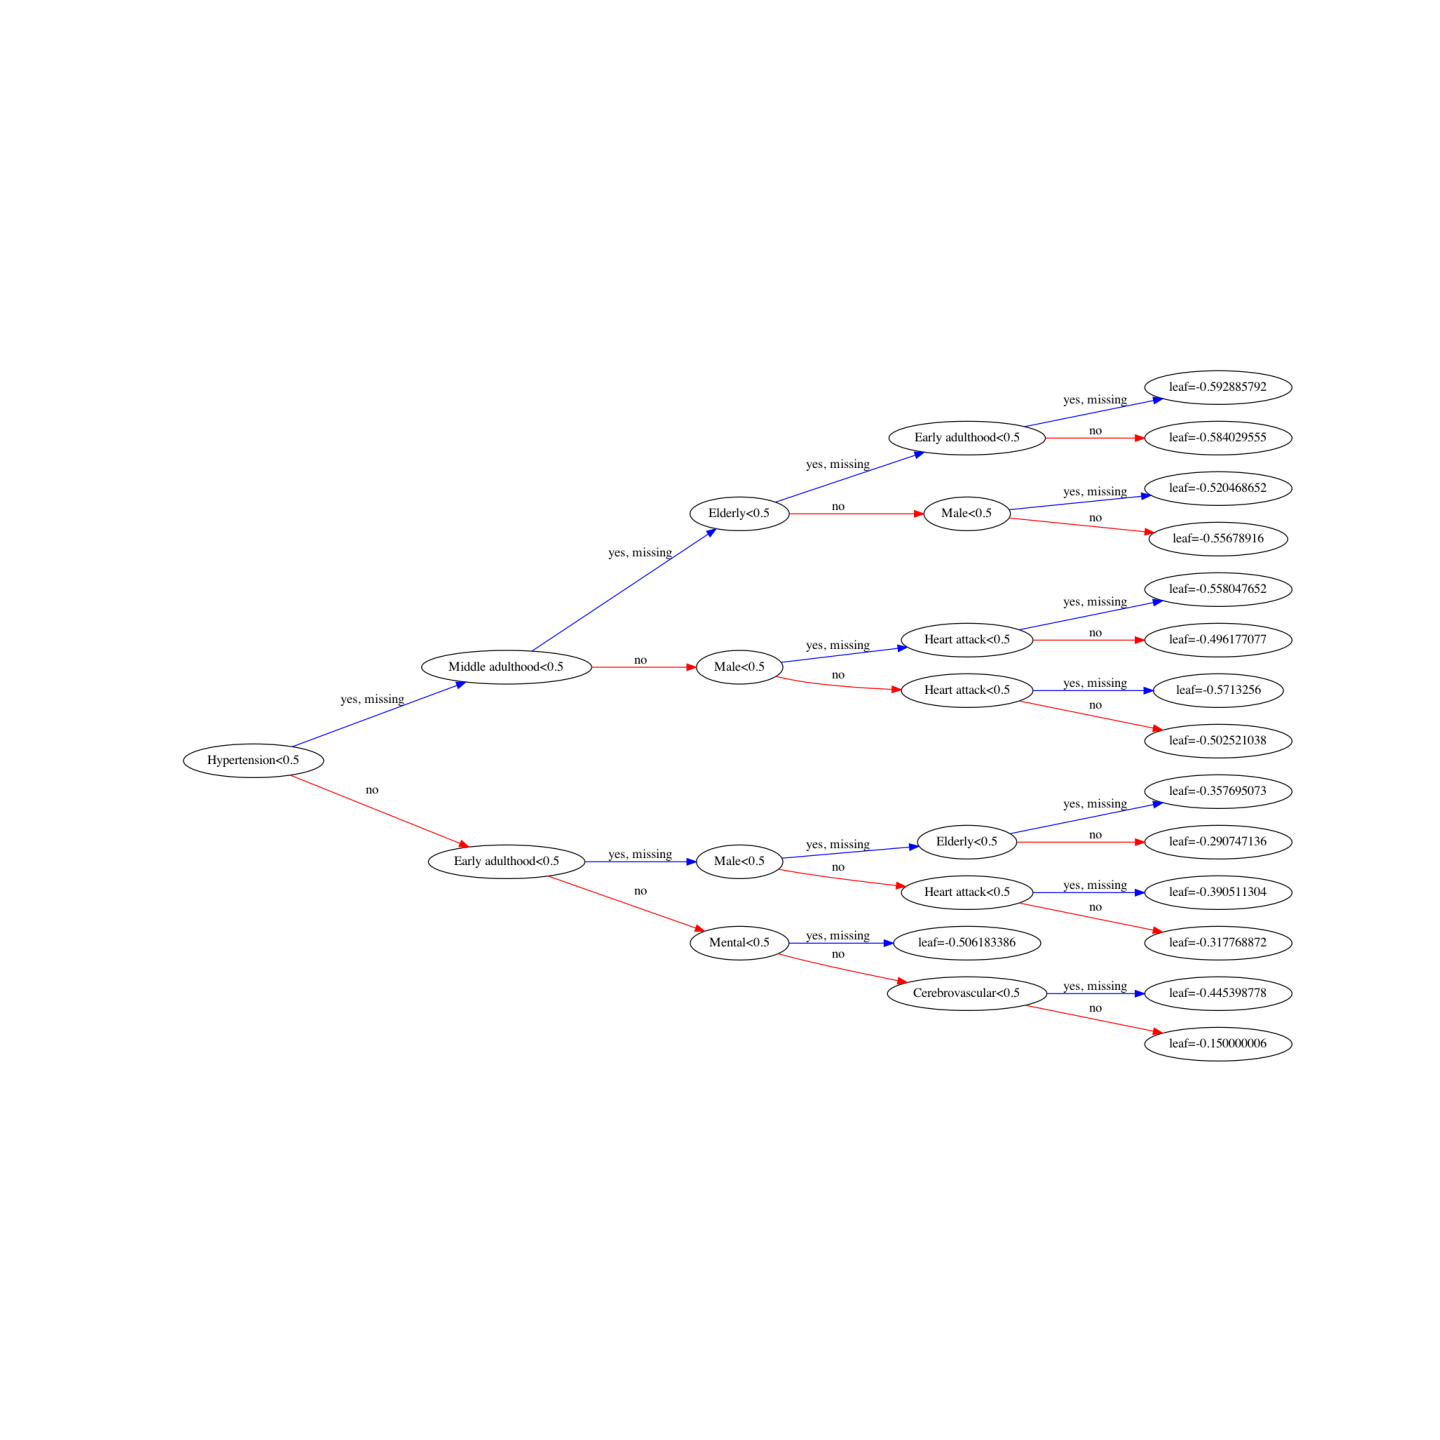 leaf=-0.592885792
yes, missing
Early adulthood<0.5
no
leaf=-0.584029555
yes, missing
leaf=-0.520468652
yes, missing
Elderly<0.5
no
Male<0.5
no
leaf=-0.55678916
yes, missing
leaf=-0.558047652
yes, missing
Heart attack<0.5
no
leaf=-0.496177077
yes, missing
Middle adulthood<0.5
no
Male<0.5
no
Heart attack<0.5
yes, missing
leaf=-0.5713256
no
leaf=-0.502521038
yes, missing
Hypertension<0.5
no
leaf=-0.357695073
yes, missing
Elderly<0.5
no
leaf=-0.290747136
yes, missing
Early adulthood<0.5
yes, missing
Male<0.5
no
Heart attack<0.5
yes, missing
leaf=-0.390511304
no
leaf=-0.317768872
no
Mental<0.5
yes, missing
leaf=-0.506183386
no
Cerebrovascular<0.5
yes, missing
leaf=-0.445398778
no
leaf=-0.150000006